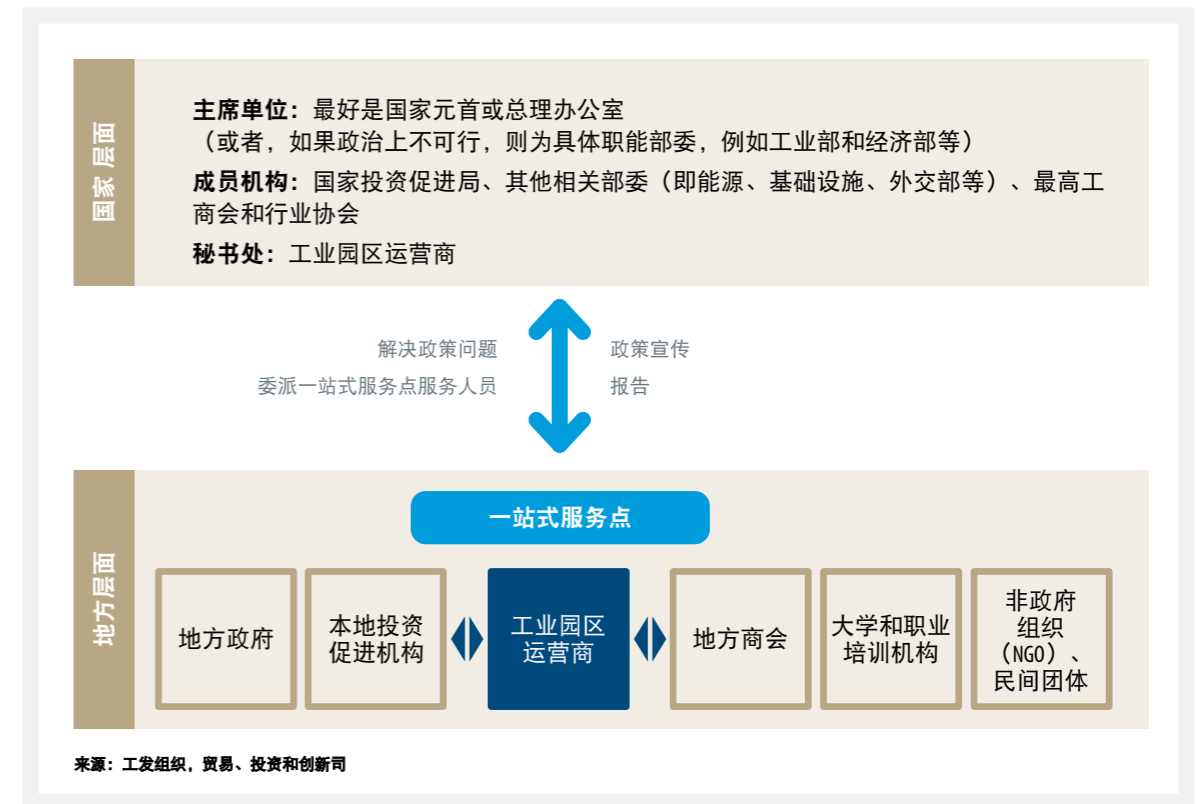 国家层面
主席单位：最好是国家元首或总理办公室
（或者，如果政治上不可行，则为具体职能部委，例如工业部和经济部等）
成员机构：国家投资促进局、其他相关部委（即能源、基础设施、外交部等）、最高工
商会和行业协会
秘书处：工业园区运营商
解决政策问题
委派一站式服务点服务人员
政策宣传
报告
地方层面
一站式服务点
地方政府
本地投资
促进机构
工业园区
运营商
地方商会
大学和职业
培训机构
非政府
组织
（NGO）、
民间团体
来源：工发组织，贸易、投资和创新司